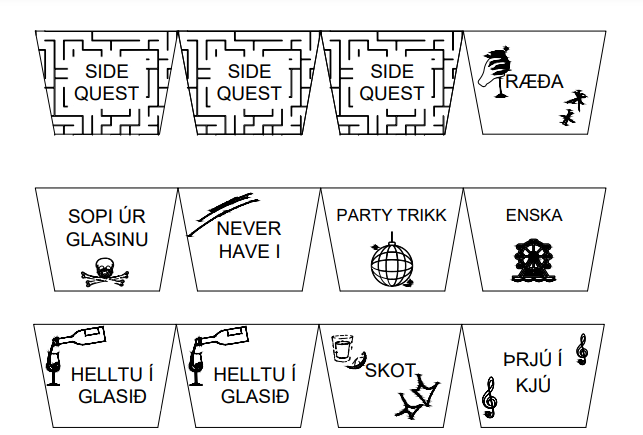 SIDE
QUEST
SIDE
QUEST
SIDE
QUEST
RÆÐA
SOPI ÚR
GLASINU
NEVER
HAVE I
PARTY TRIKK
ENSKA
HELLTU Í
GLASIÐ
HELLTU Í
GLASIÐ
SKOT
ÞRJÚ Í
KJÚ